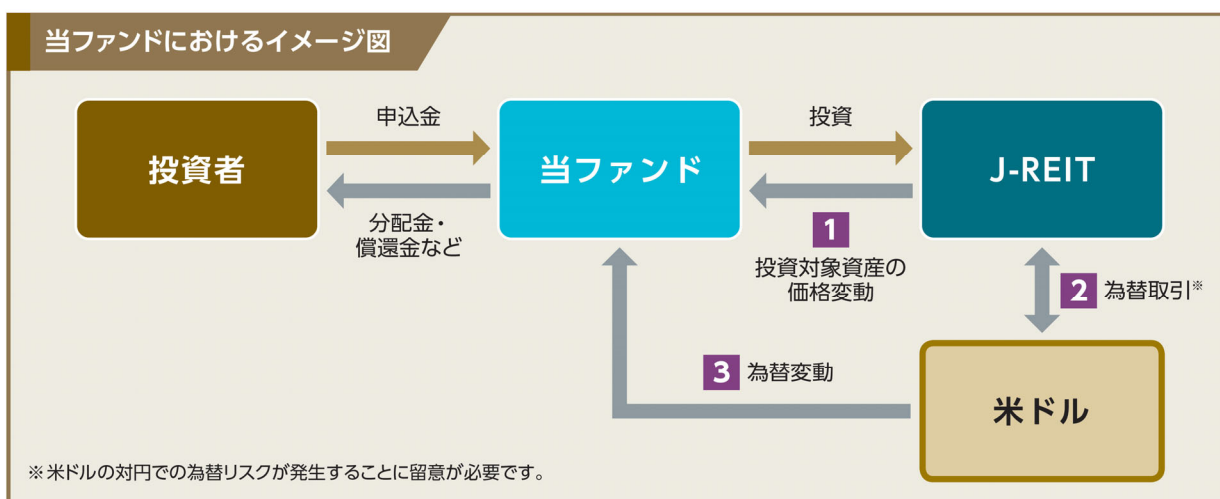 当ファンドにおけるイメージ図
投資者
申込金
分配金・
償還金など
当ファンド
投資
1
投資対象資産の
価格変動
J-REIT
2 為替取引※
3 為替変動
米ドル
※米ドルの対円での為替リスクが発生することに留意が必要です。